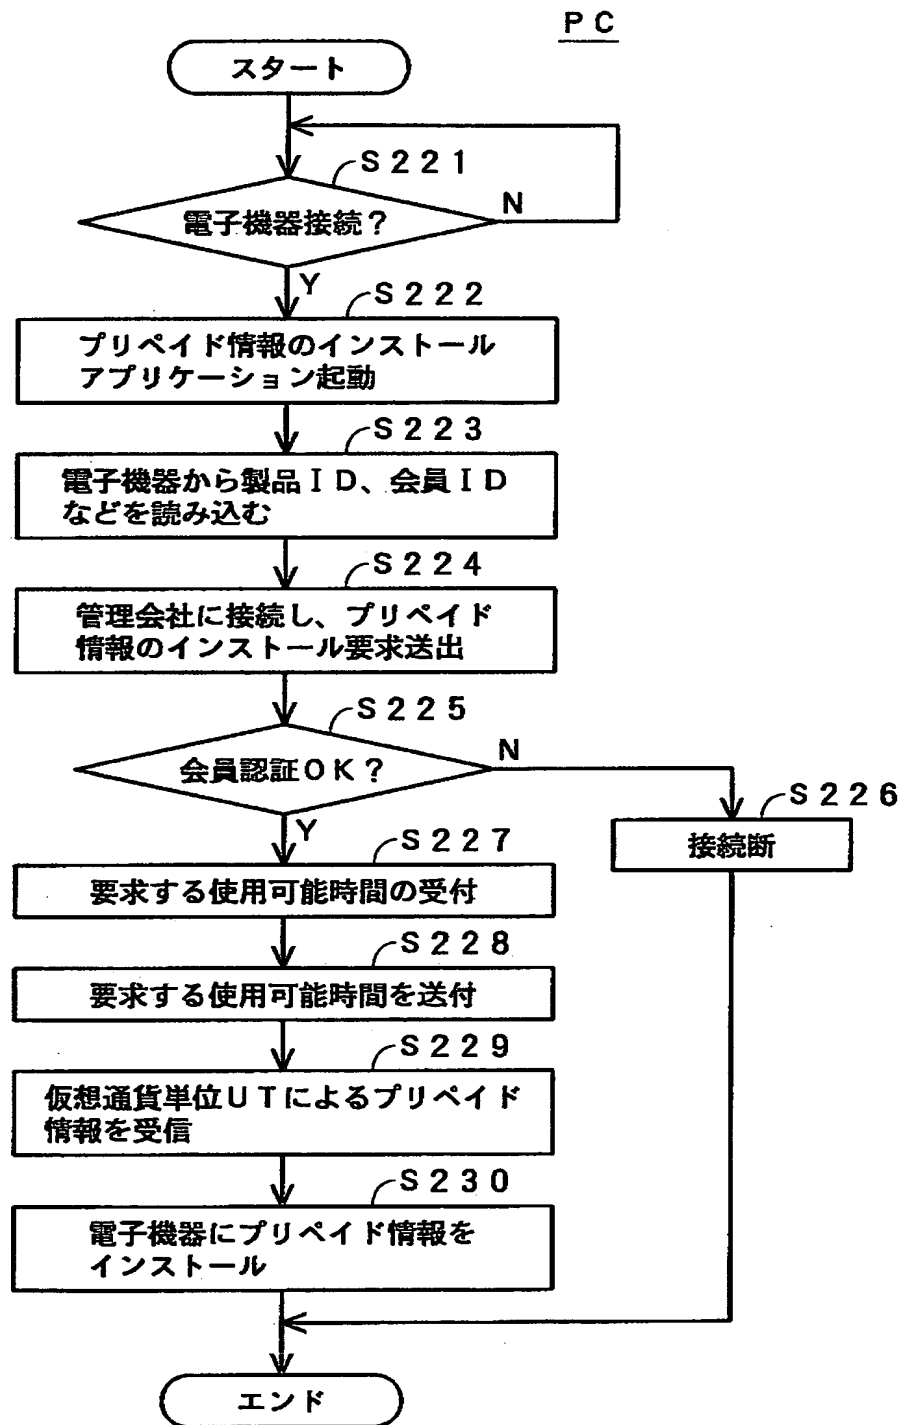 ＰＣ
スタート
Ｓ２２１
電子機器接続？
Ｎ
Ｙ
Ｓ２２２
プリペイド情報のインストール
アプリケーション起動
Ｓ２２３
電子機器から製品ＩＤ、会員ＩＤ
などを読み込む
Ｓ２２４
管理会社に接続し、プリペイド
情報のインストール要求送出
Ｓ２２５
会員認証ＯＫ？
Ｎ
Ｙ
Ｓ２２６
接続断
Ｓ２２７
要求する使用可能時間の受付
Ｓ２２８
要求する使用可能時間を送付
Ｓ２２９
仮想通貨単位ＵＴによるプリペイド
情報を受信
Ｓ２３０
電子機器にプリペイド情報を
インストール
エンド